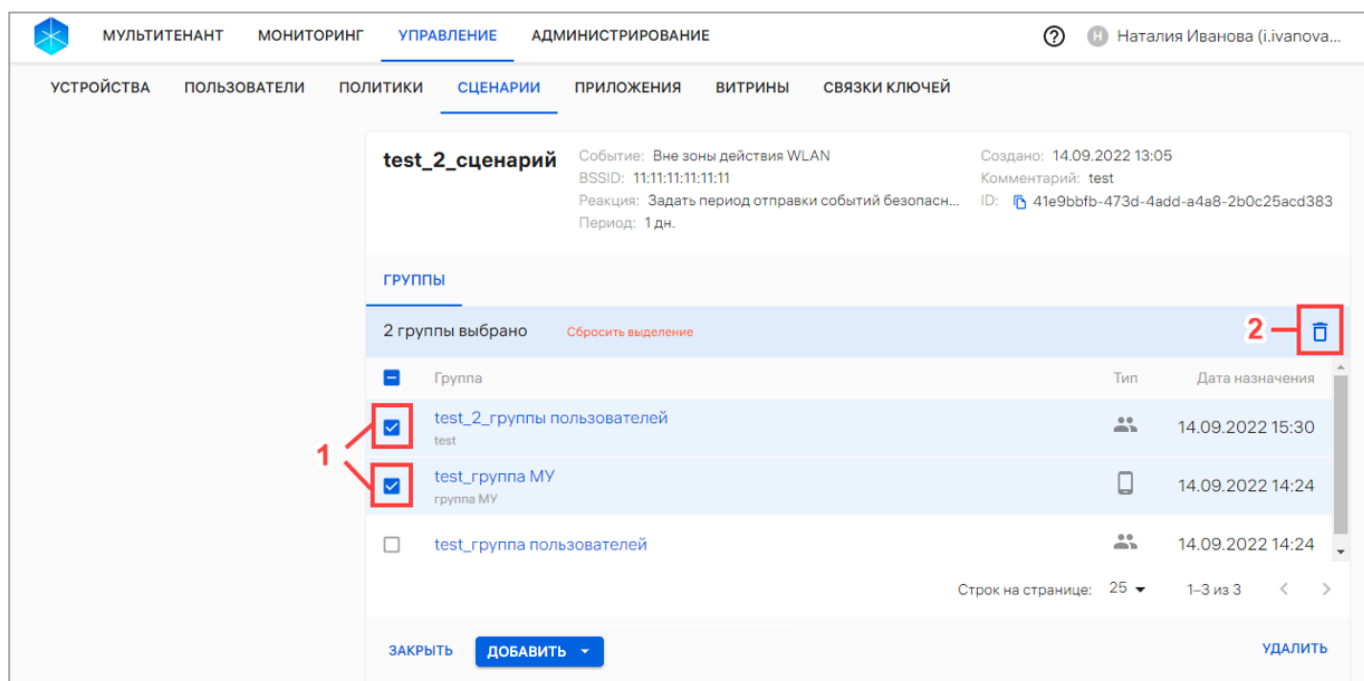 МУЛЬТИТЕНАНТ МОНИТОРИНГ УПРАВЛЕНИЕ АДМИНИСТРИРОВАНИЕ ? Н Наталия Иванова (i.ivanova...
УСТРОЙСТВА ПОЛЬЗОВАТЕЛИ ПОЛИТИКИ СЦЕНАРИИ ПРИЛОЖЕНИЯ ВИТРИНЫ СВЯЗКИ КЛЮЧЕЙ
test_2_сценарий
Событие: Вне зоны действия WLAN
BSSID: 11:11:11:11:11:11
Реакция: Задать период отправки событий безопасн...
Период: 1 дн.
Создано: 14.09.2022 13:05
Комментарий: test
ID: 41e9bbfb-473d-4add-a4a8-2b0c25acd383
ГРУППЫ
2 группы выбрано Сбросить выделение 2
Группа Тип Дата назначения
1
test_2_группы пользователей 14.09.2022 15:30
test
test_группа МУ 14.09.2022 14:24
группа МУ
test_группа пользователей 14.09.2022 14:24
Строк на странице: 25 1–3 из 3
ЗАКРЫТЬ ДОБАВИТЬ УДАЛИТЬ